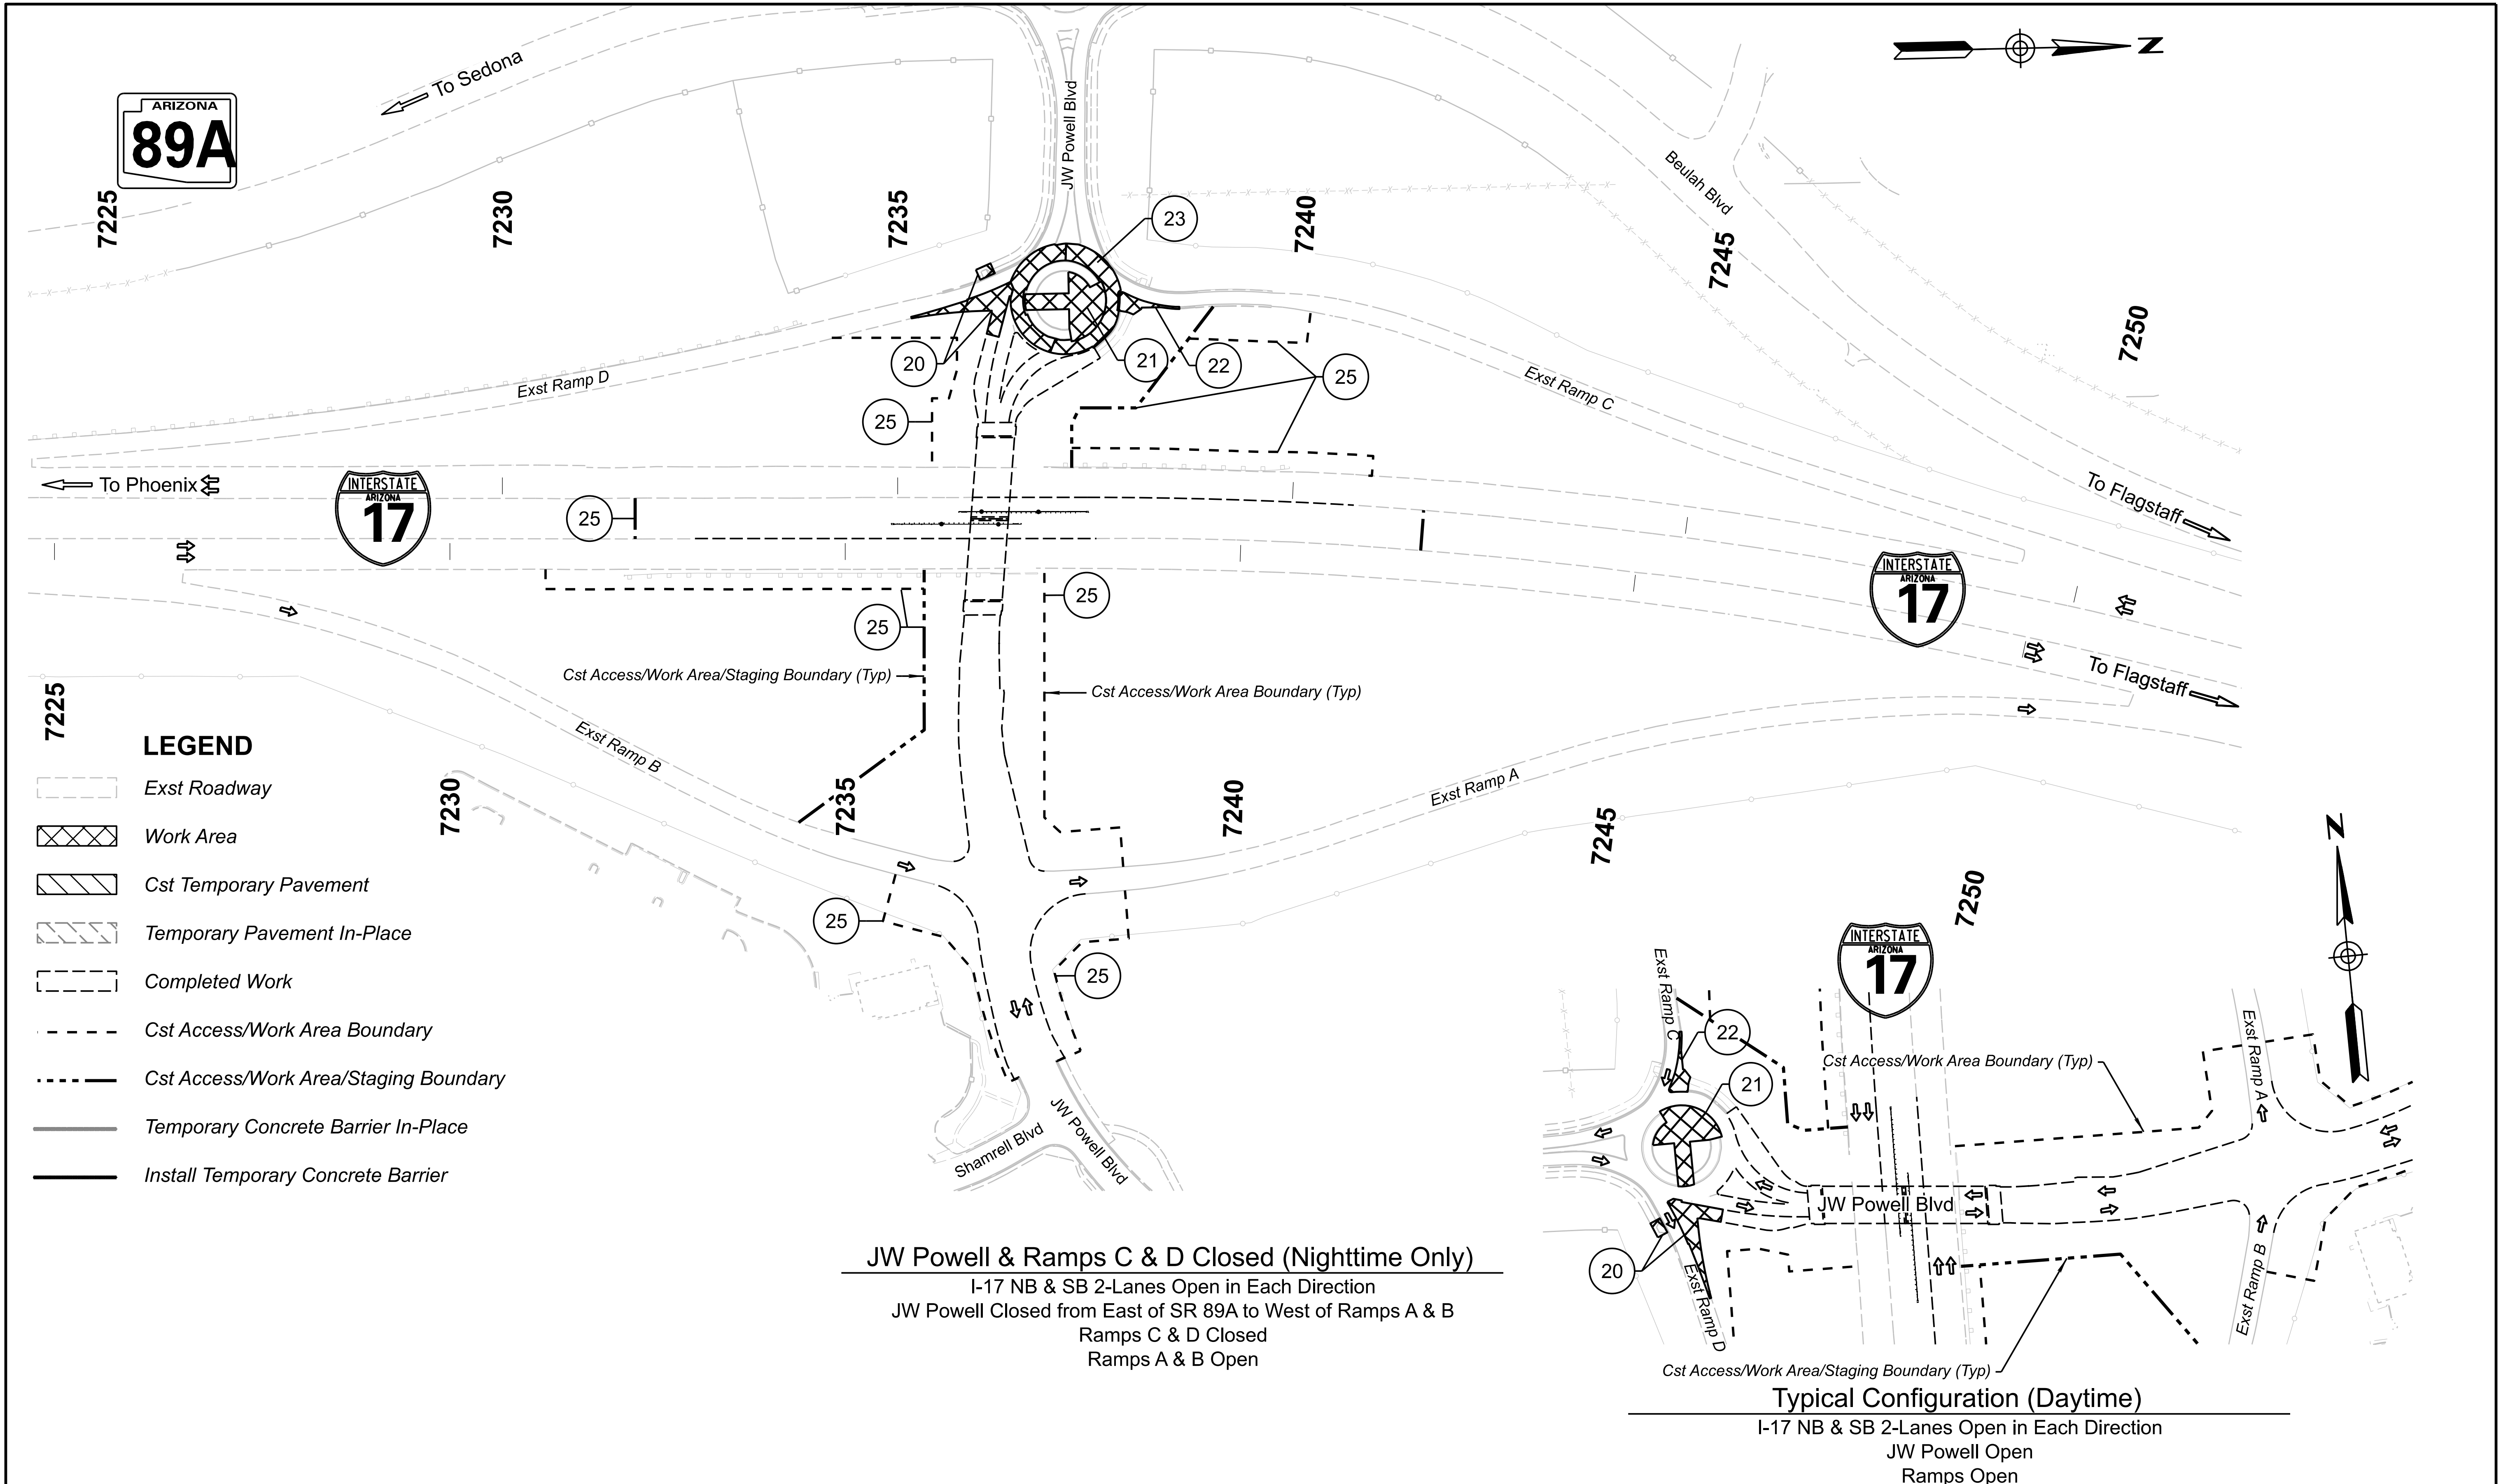 ARIZONA
89A
To Sedona
JW Powell Blvd
N
Beulah Blvd
7225
7230
7235
7240
7245
7250
23
20
21
22
25
25
Exst Ramp D
Exst Ramp C
To Phoenix
INTERSTATE
ARIZONA
17
25
To Flagstaff
INTERSTATE
ARIZONA
17
25
25
Cst Access/Work Area/Staging Boundary (Typ)
Cst Access/Work Area Boundary (Typ)
To Flagstaff
7225
7230
7235
7240
7245
7250
Exst Ramp B
Exst Ramp A
25
25
Shamrell Blvd
JW Powell Blvd
LEGEND
Exst Roadway
Work Area
Cst Temporary Pavement
Temporary Pavement In-Place
Completed Work
Cst Access/Work Area Boundary
Cst Access/Work Area/Staging Boundary
Temporary Concrete Barrier In-Place
Install Temporary Concrete Barrier
JW Powell & Ramps C & D Closed (Nighttime Only)
I-17 NB & SB 2-Lanes Open in Each Direction
JW Powell Closed from East of SR 89A to West of Ramps A & B
Ramps C & D Closed
Ramps A & B Open
N
INTERSTATE
ARIZONA
17
Exst Ramp C
22
21
Cst Access/Work Area Boundary (Typ)
Exst Ramp A
JW Powell Blvd
20
Exst Ramp D
Exst Ramp B
Cst Access/Work Area/Staging Boundary (Typ)
Typical Configuration (Daytime)
I-17 NB & SB 2-Lanes Open in Each Direction
JW Powell Open
Ramps Open